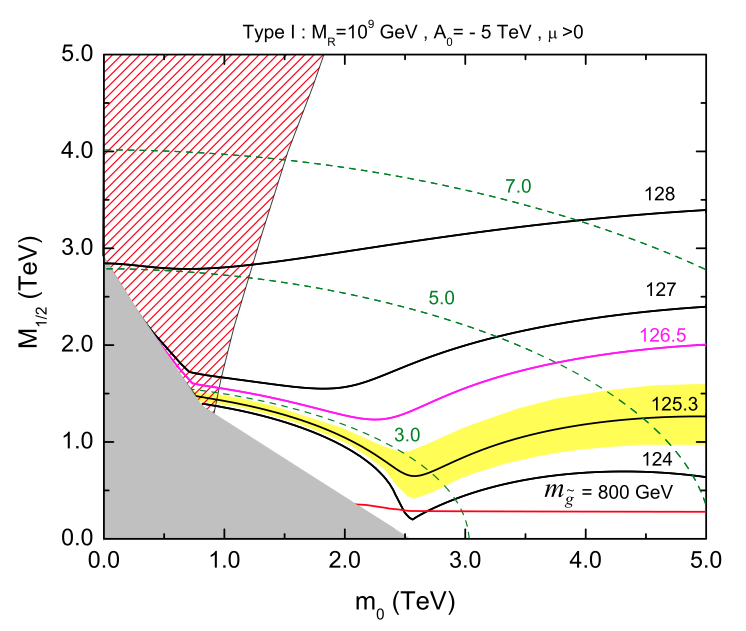 Type I : M_R=10^9 GeV , A_0= - 5 TeV , μ >0
5.0
4.0
3.0
2.0
1.0
0.0
M_1/2 (TeV)
7.0
128
5.0
127
126.5
125.3
3.0
124
m_g̃ = 800 GeV
0.0 1.0 2.0 3.0 4.0 5.0
m_0 (TeV)